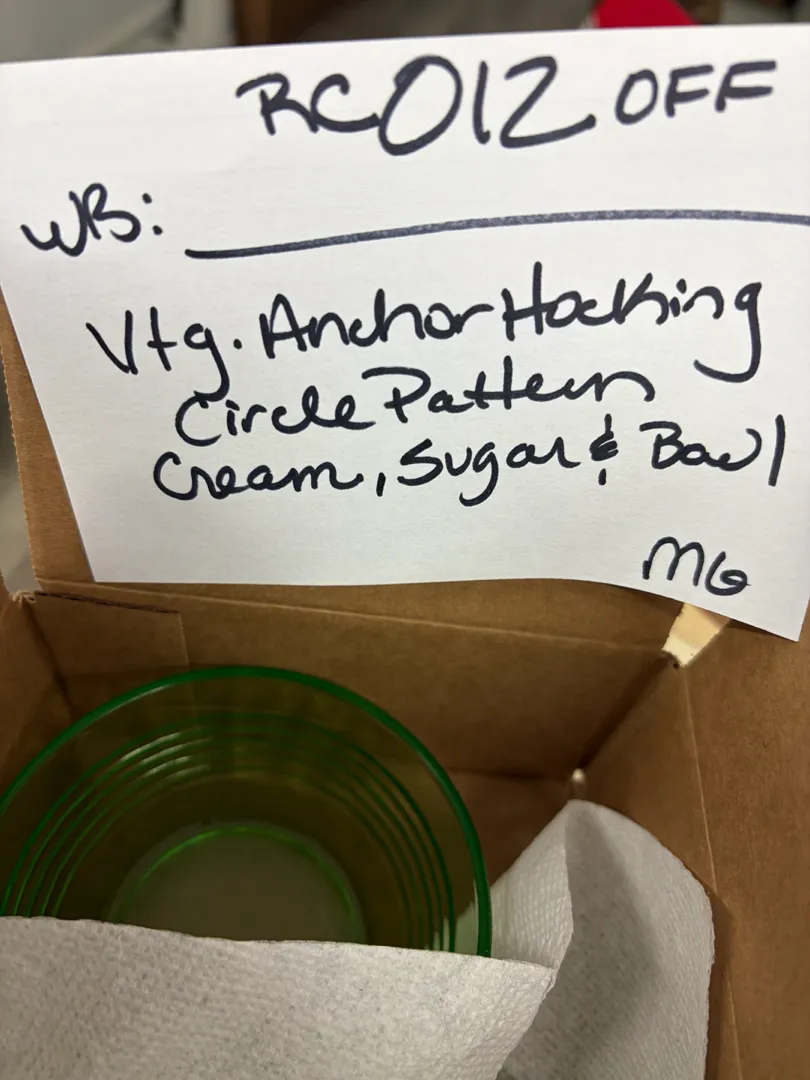 RC012 OFF
WB:
Vtg. Anchor Hocking
Circle Pattern
Cream, Sugar & Bowl
MG